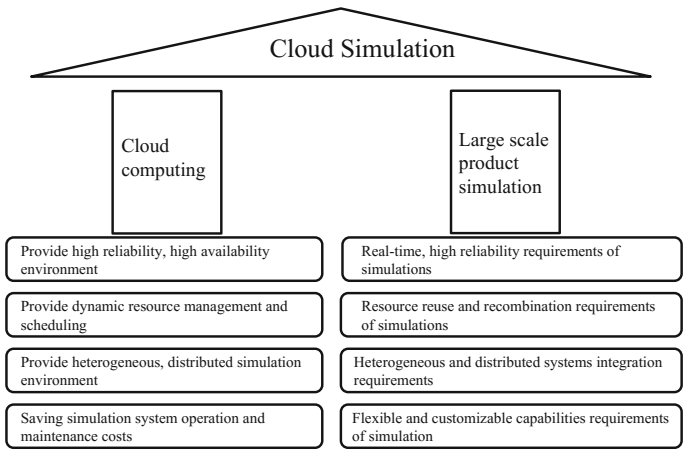 Cloud Simulation
Cloud
computing
Large scale
product
simulation
Provide high reliability, high availability
environment
Provide dynamic resource management and
scheduling
Provide heterogeneous, distributed simulation
environment
Saving simulation system operation and
maintenance costs
Real-time, high reliability requirements of
simulations
Resource reuse and recombination requirements
of simulations
Heterogeneous and distributed systems integration
requirements
Flexible and customizable capabilities requirements
of simulation